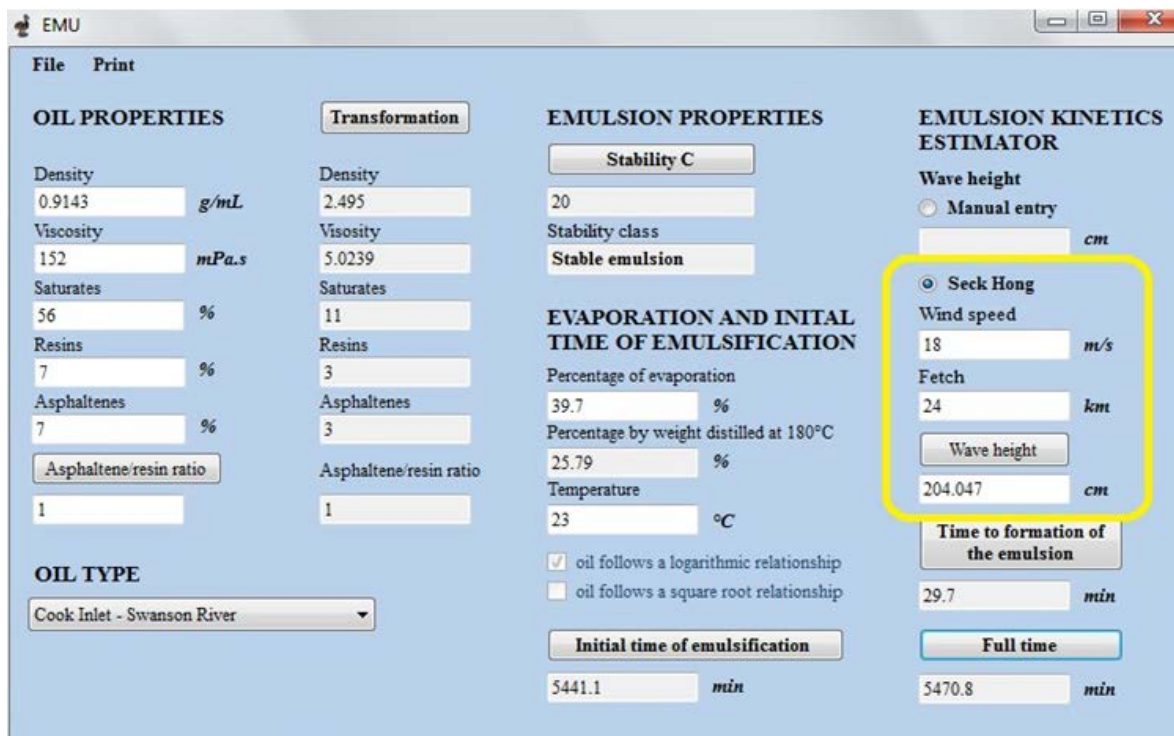 EMU
File Print
OIL PROPERTIES
Transformation
Density
0.9143 g/mL
Viscosity
152 mPa.s
Saturates
56 %
Resins
7 %
Asphaltenes
7 %
Asphaltene/resin ratio
1
Density
2.495
Visosity
5.0239
Saturates
11
Resins
3
Asphaltenes
3
Asphaltene/resin ratio
1
OIL TYPE
Cook Inlet - Swanson River
EMULSION PROPERTIES
Stability C
20
Stability class
Stable emulsion
EVAPORATION AND INITAL
TIME OF EMULSIFICATION
Percentage of evaporation
39.7 %
Percentage by weight distilled at 180°C
25.79 %
Temperature
23 °C
oil follows a logarithmic relationship
oil follows a square root relationship
Initial time of emulsification
5441.1 min
EMULSION KINETICS
ESTIMATOR
Wave height
Manual entry
cm
Seck Hong
Wind speed
18 m/s
Fetch
24 km
Wave height
204.047 cm
Time to formation of
the emulsion
29.7 min
Full time
5470.8 min